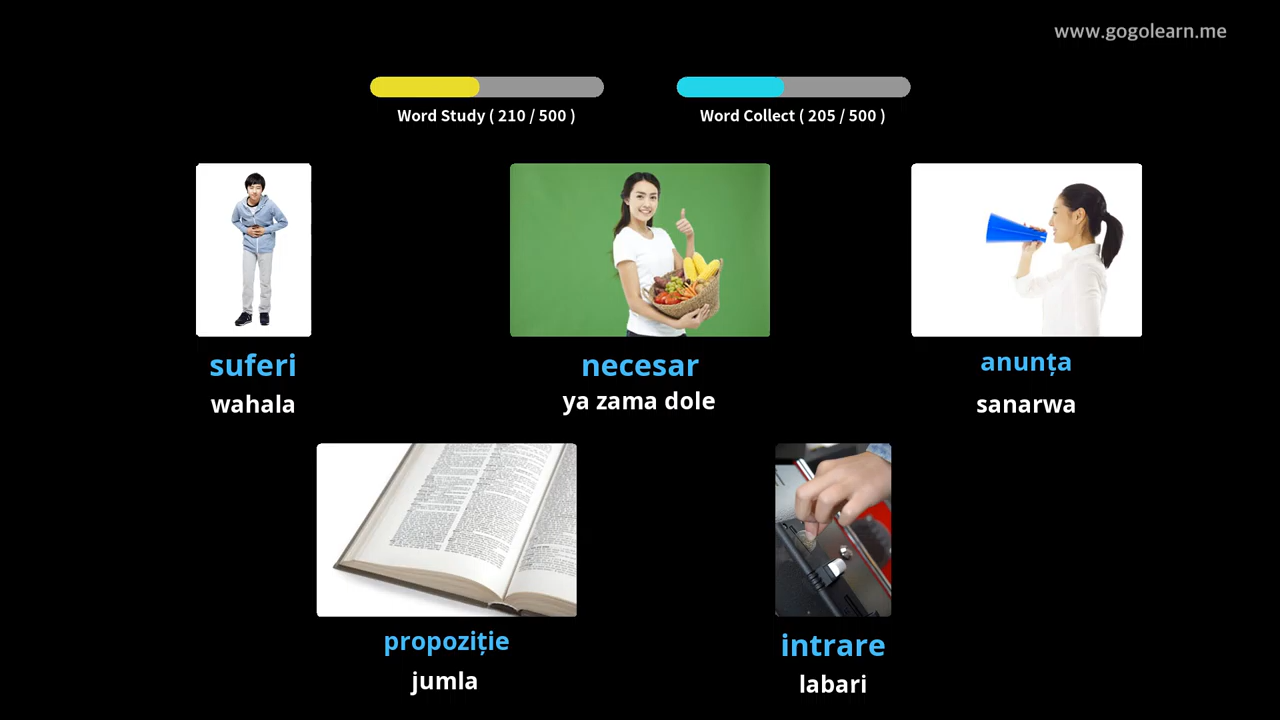 www.gogolearn.me
Word Study ( 210 / 500 )
Word Collect ( 205 / 500 )
suferi
wahala
necesar
ya zama dole
anunța
sanarwa
propoziție
jumla
intrare
labari